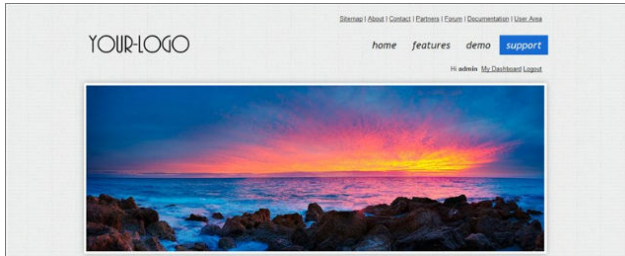 Sitemap | About | Contact | Partners | Forum | Documentation | User Area
YOUR-LOGO
home features demo support
Hi admin My Dashboard Logout